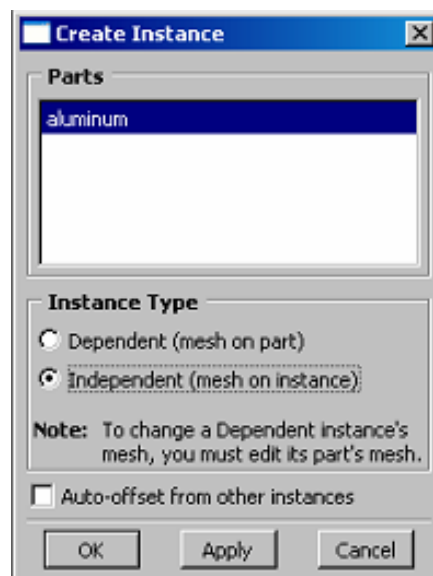 Create Instance
Parts
aluminum
Instance Type
Dependent (mesh on part)
Independent (mesh on instance)
Note: To change a Dependent instance's
mesh, you must edit its part's mesh.
Auto-offset from other instances
OK Apply Cancel